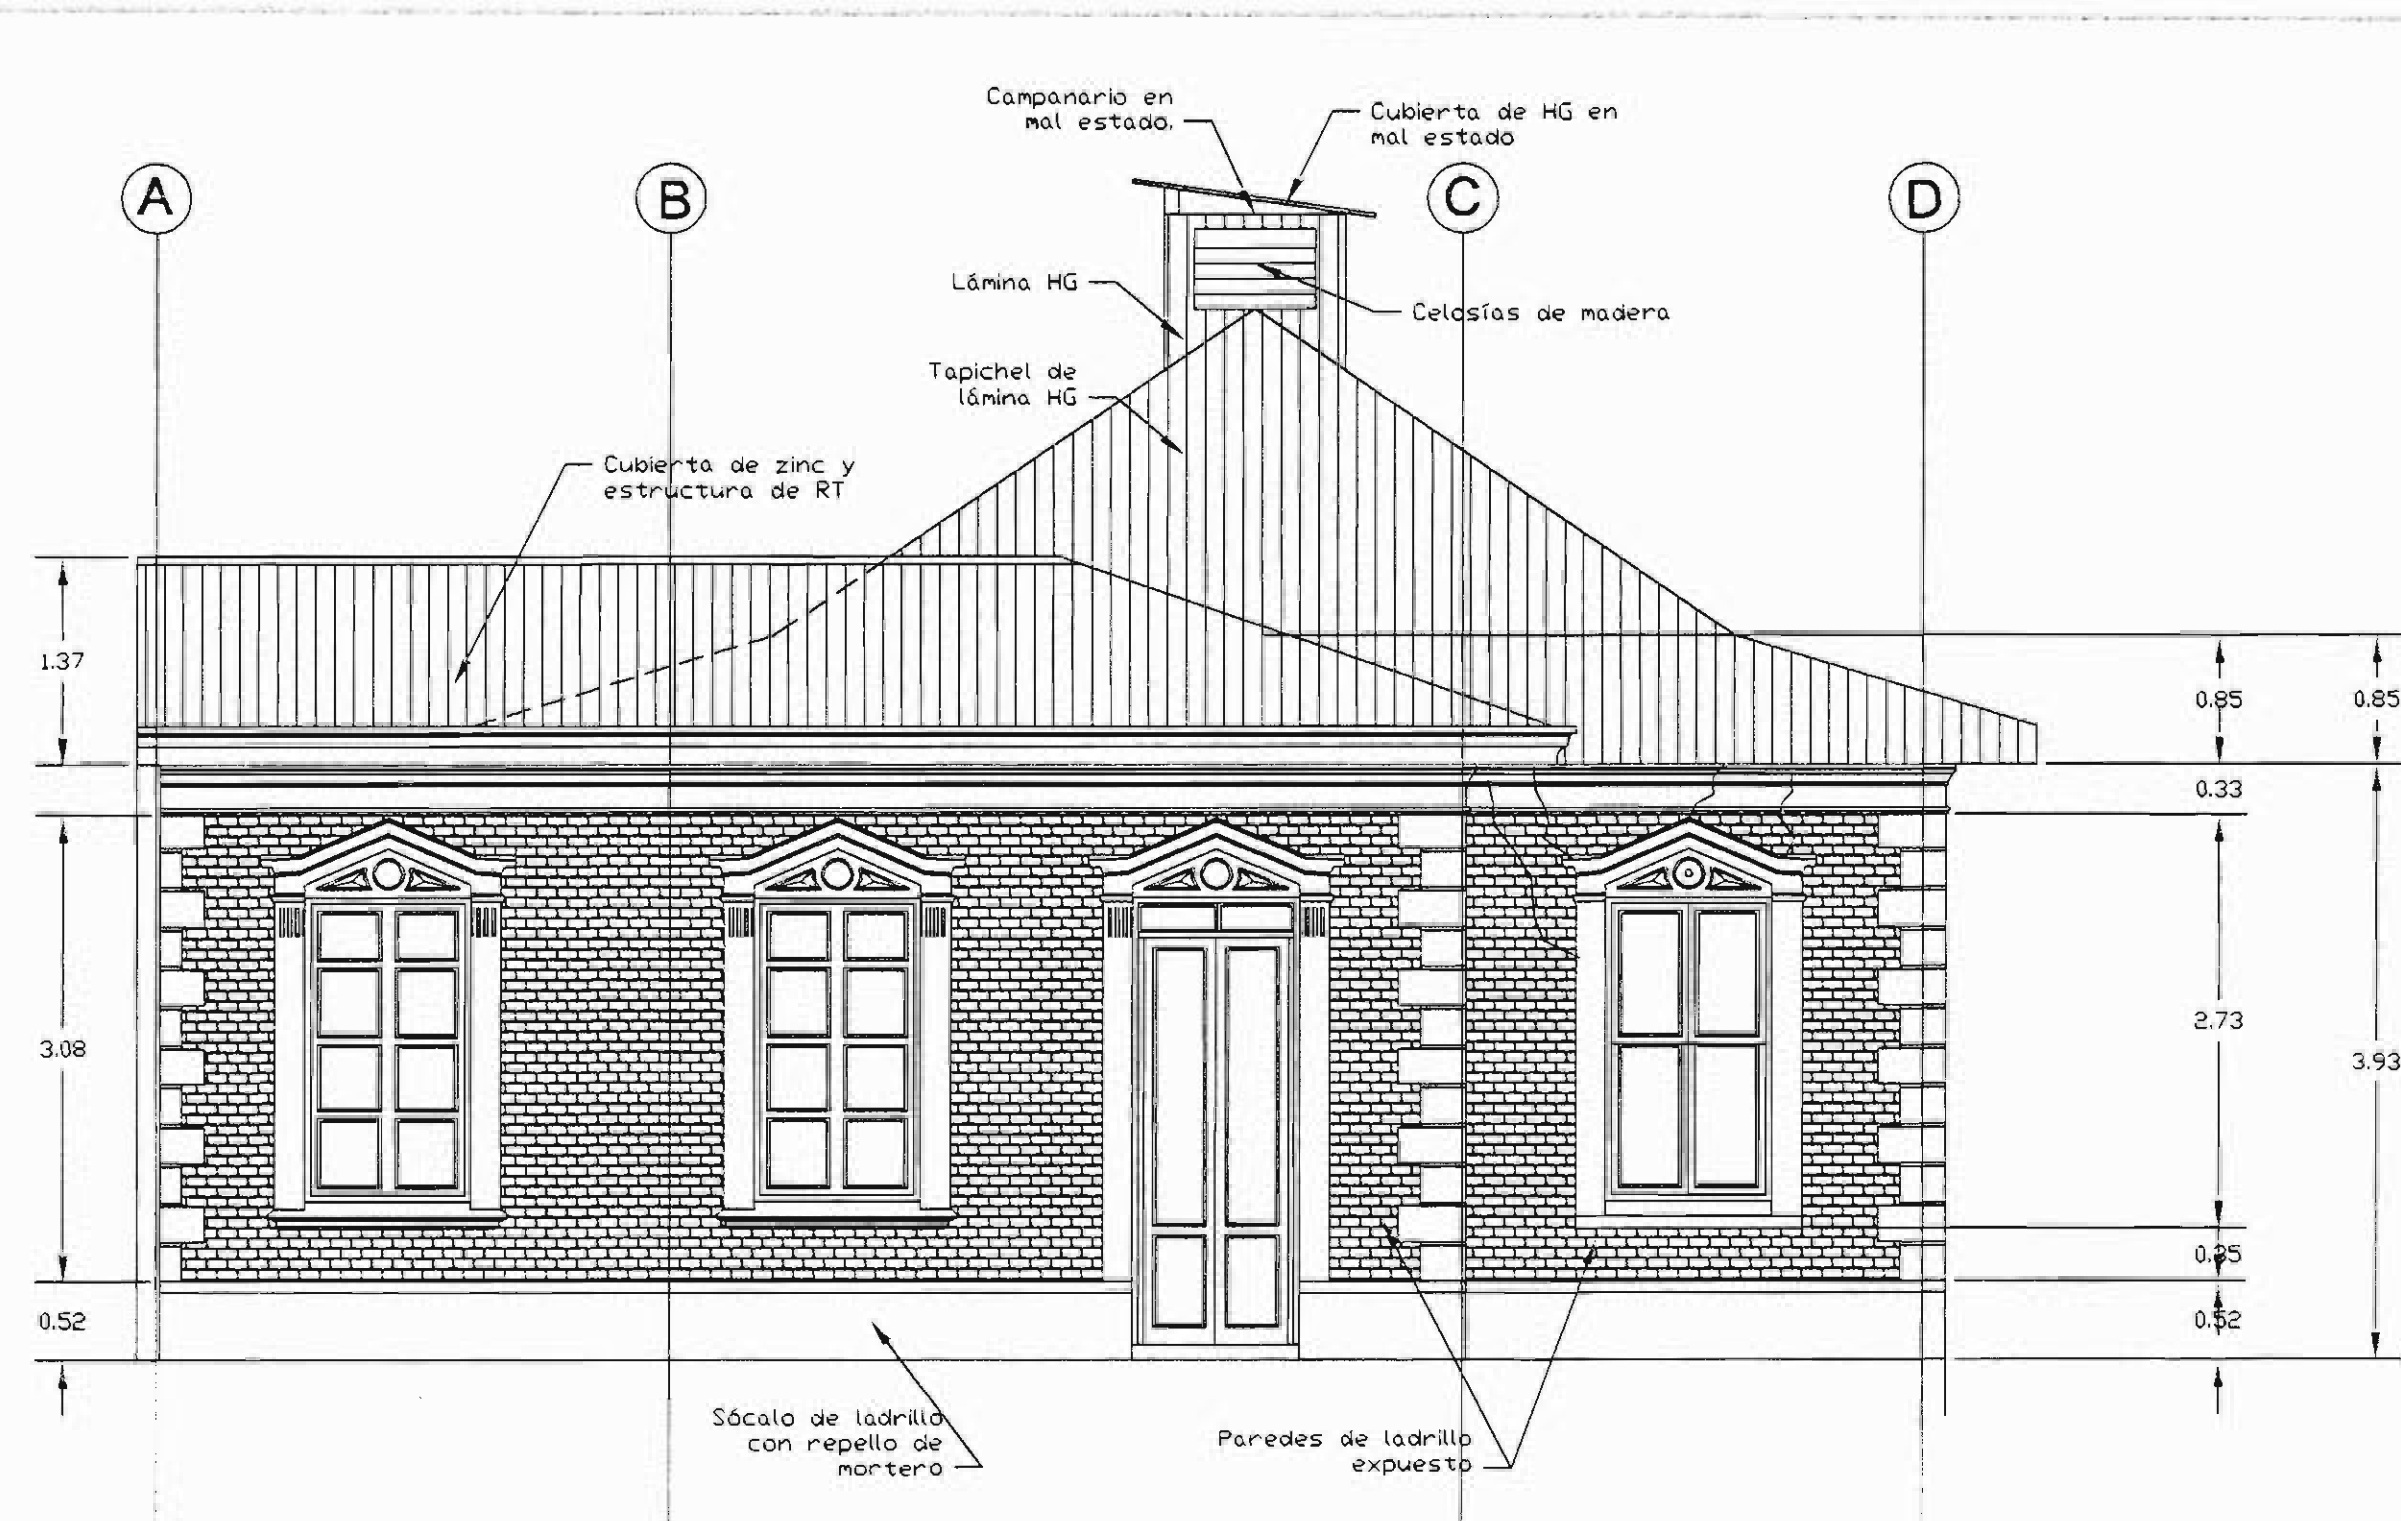 Campanario en
mal estado.
Cubierta de HG en
mal estado
A
B
C
D
Lámina HG
Celosías de madera
Tapichel de
lámina HG
Cubierta de zinc y
estructura de RT
1.37
0.85
0.85
0.33
3.08
2.73
3.93
0.35
0.52
0.52
Sócalo de ladrillo
con repello de
mortero
Paredes de ladrillo
expuesto